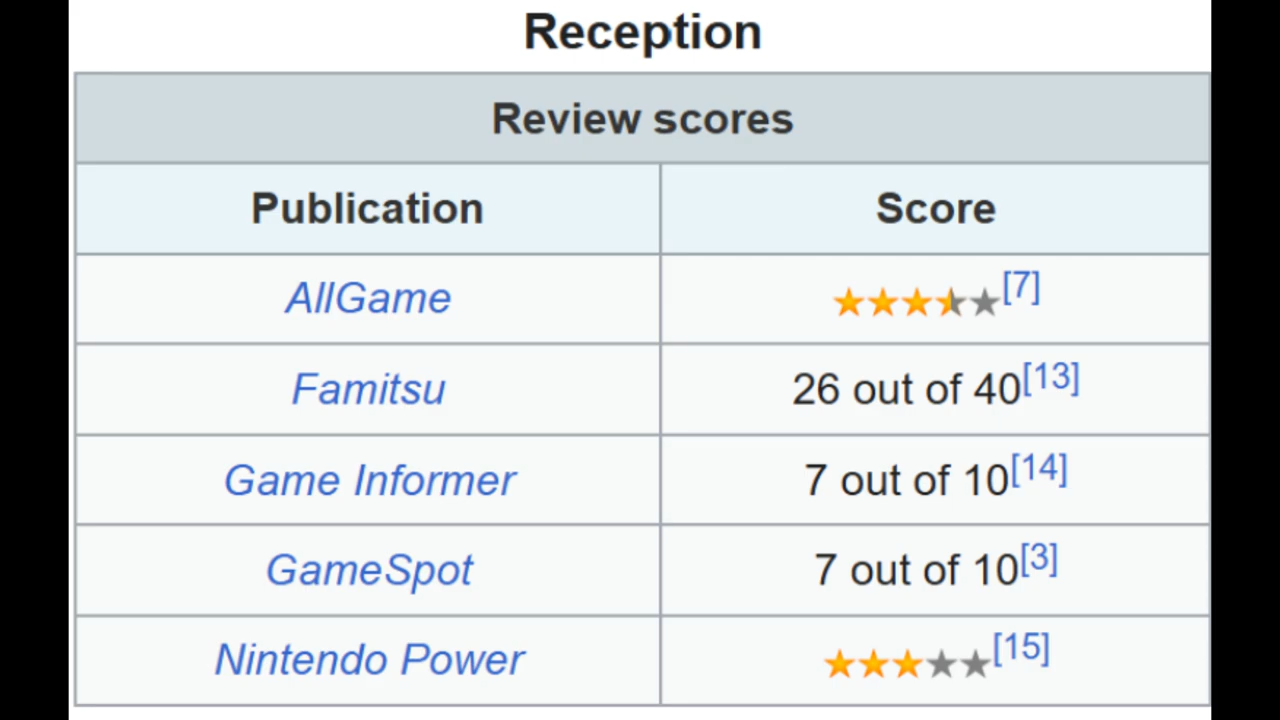 Reception
Review scores
Publication Score
AllGame ★★★★★[7]
Famitsu 26 out of 40[13]
Game Informer 7 out of 10[14]
GameSpot 7 out of 10[3]
Nintendo Power ★★★★★[15]